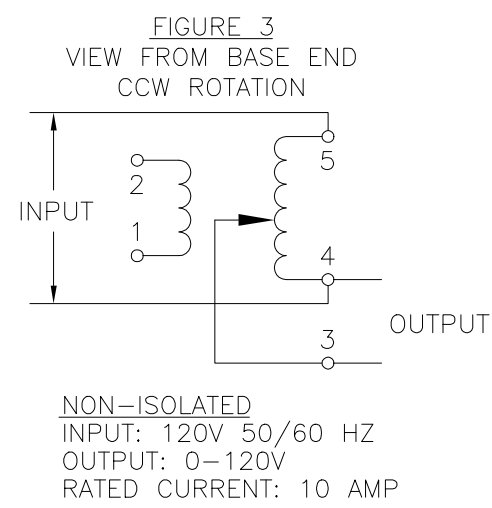 FIGURE 3
VIEW FROM BASE END
CCW ROTATION
5
2
INPUT
1
4
3
OUTPUT
NON-ISOLATED
INPUT: 120V 50/60 HZ
OUTPUT: 0-120V
RATED CURRENT: 10 AMP